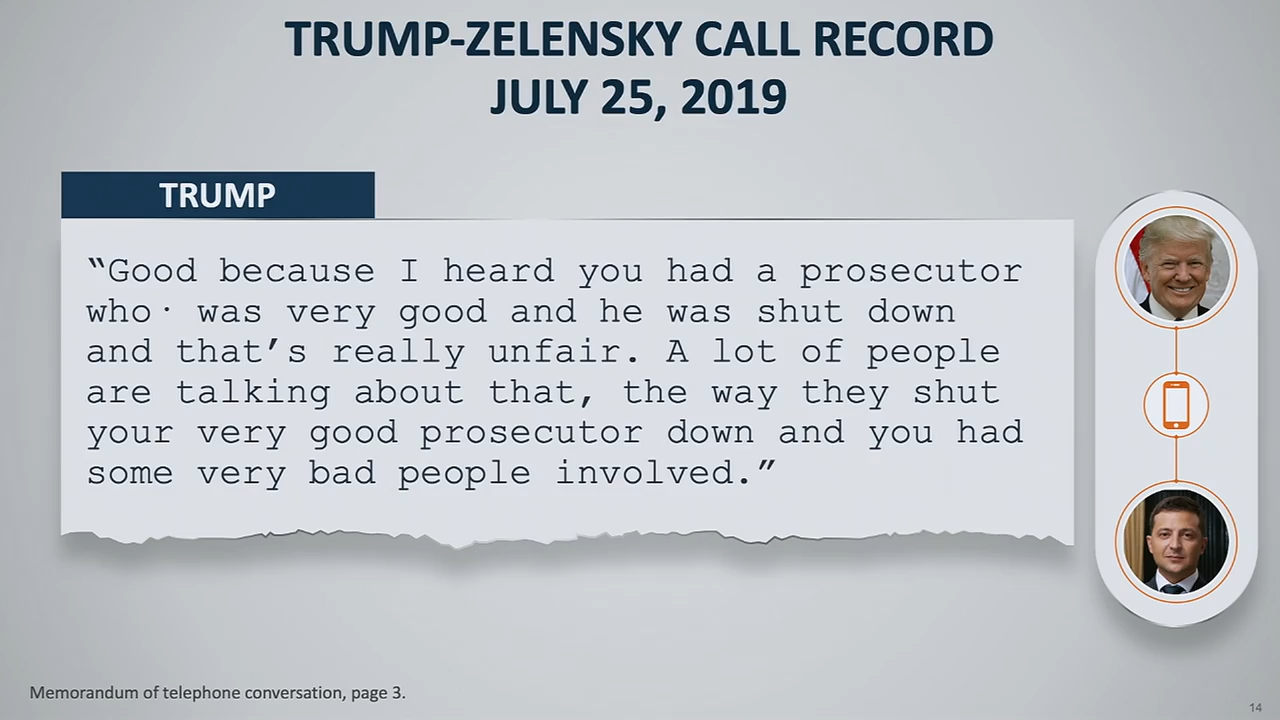 TRUMP-ZELENSKY CALL RECORD
JULY 25, 2019
TRUMP
“Good because I heard you had a prosecutor
who· was very good and he was shut down
and that’s really unfair. A lot of people
are talking about that, the way they shut
your very good prosecutor down and you had
some very bad people involved.”
Memorandum of telephone conversation, page 3.
14